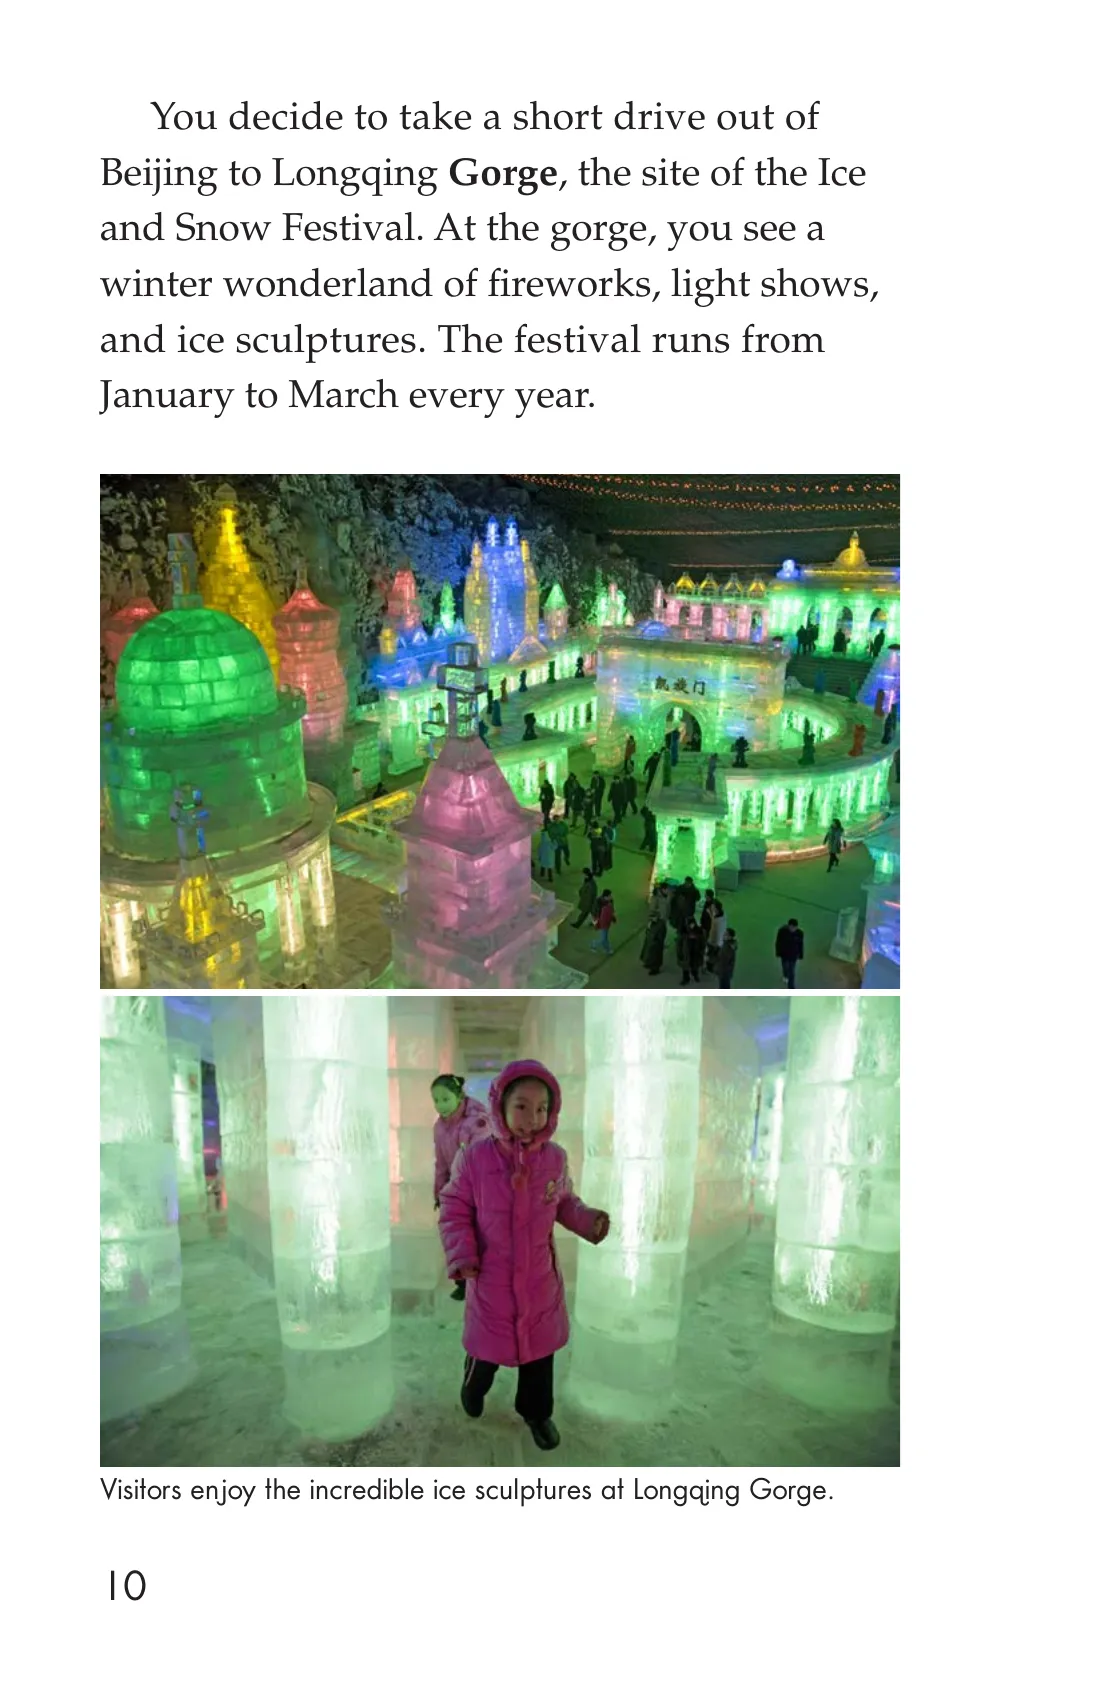 You decide to take a short drive out of
Beijing to Longqing Gorge, the site of the Ice
and Snow Festival. At the gorge, you see a
winter wonderland of fireworks, light shows,
and ice sculptures. The festival runs from
January to March every year.
凯旋门
Visitors enjoy the incredible ice sculptures at Longqing Gorge.
10